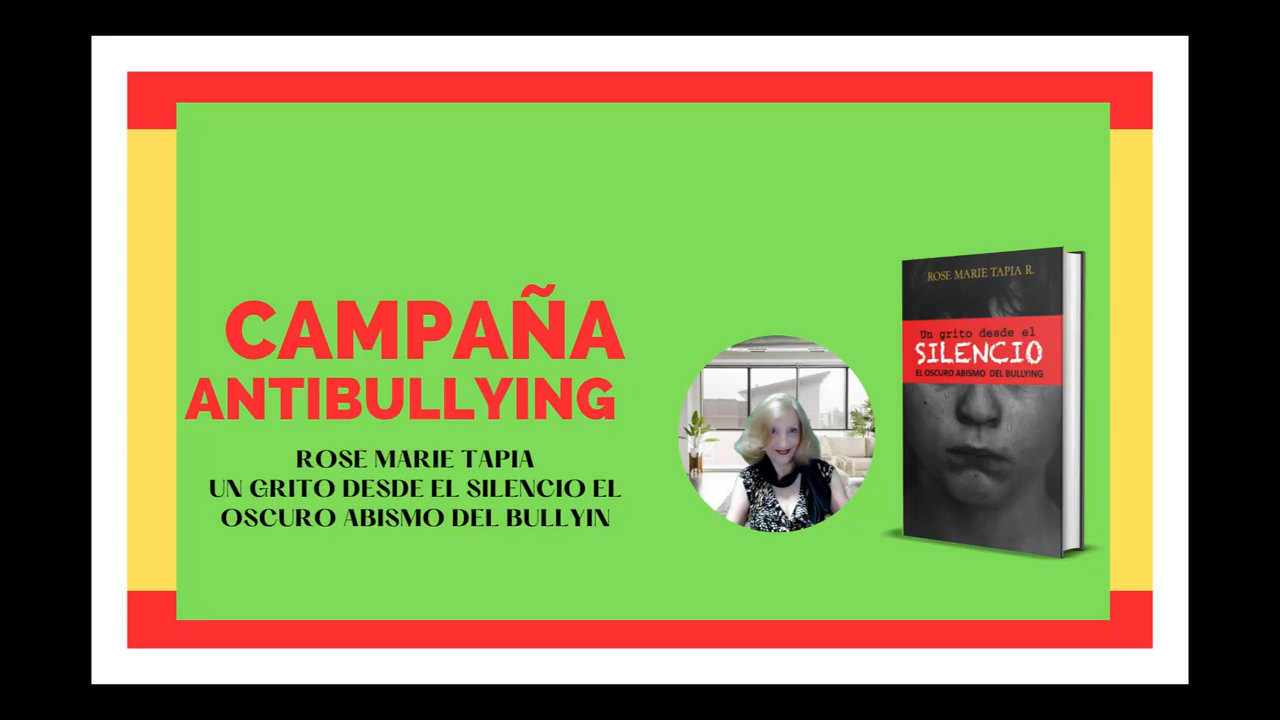 CAMPAÑA
ANTIBULLYING
ROSE MARIE TAPIA
UN GRITO DESDE EL SILENCIO EL
OSCURO ABISMO DEL BULLYIN
ROSE MARIE TAPIA R.
Un grito desde el
SILENCIO
EL OSCURO ABISMO DEL BULLYING